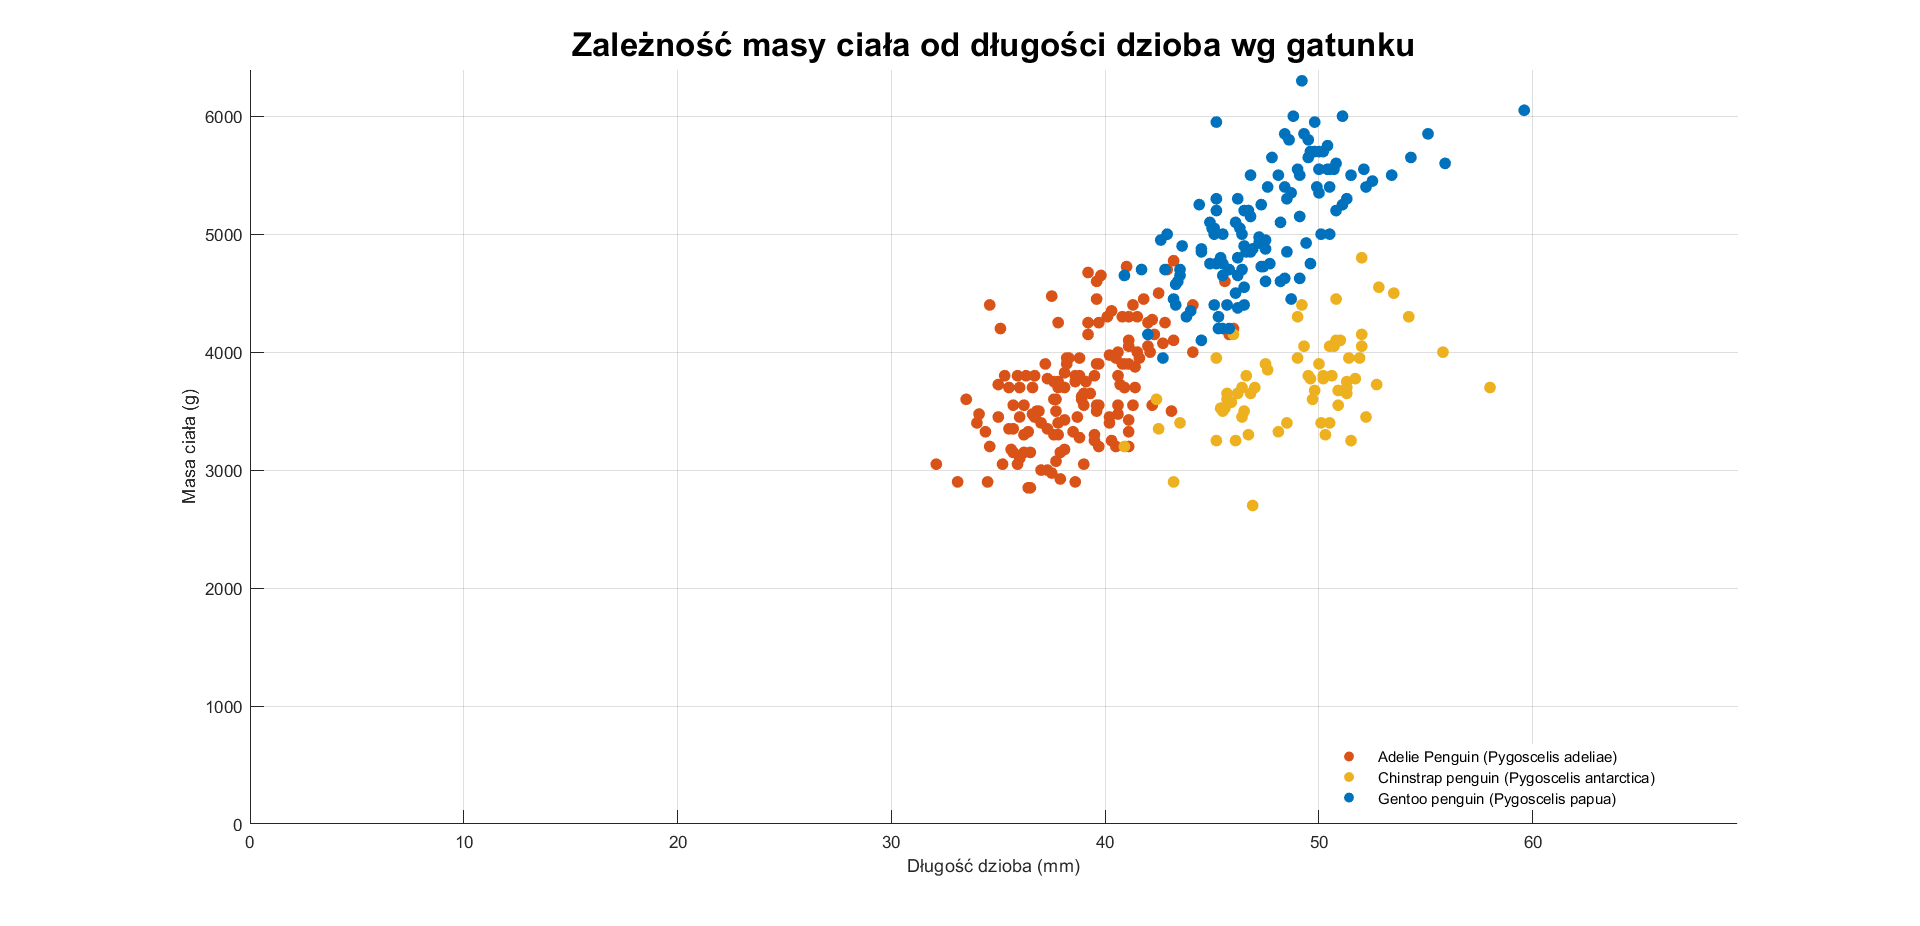 Zależność masy ciała od długości dzioba wg gatunku
6000
5000
4000
3000
2000
1000
0
Masa ciała (g)
Adelie Penguin (Pygoscelis adeliae)
Chinstrap penguin (Pygoscelis antarctica)
Gentoo penguin (Pygoscelis papua)
0 10 20 30 40 50 60
Długość dzioba (mm)